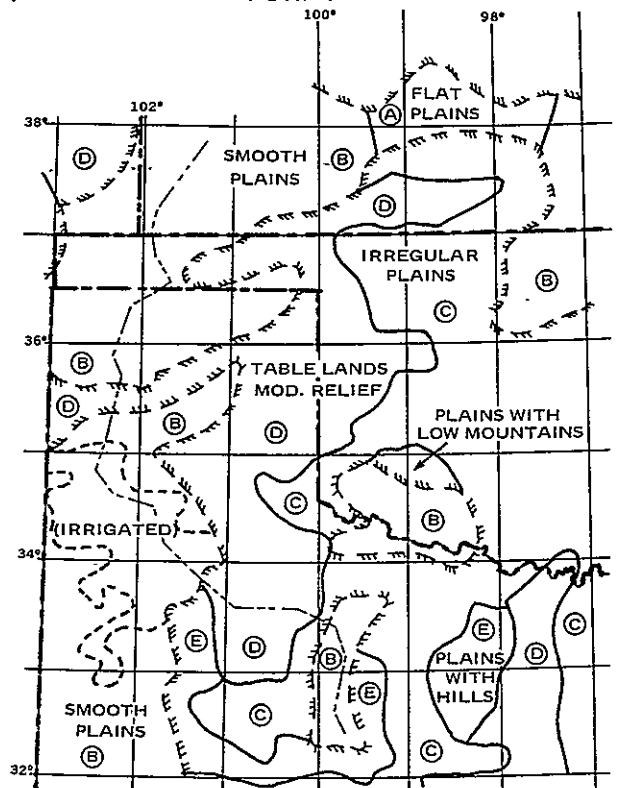 100°
98°
102°
38°
FLAT
PLAINS
A
D
SMOOTH
PLAINS
B
D
IRREGULAR
PLAINS
B
C
36°
B
TABLE LANDS
MOD. RELIEF
D
B
D
PLAINS WITH
LOW MOUNTAINS
C
B
(IRRIGATED)
34°
E
D
B
E
C
E
D
PLAINS
WITH
HILLS
SMOOTH
PLAINS
C
B
C
32°